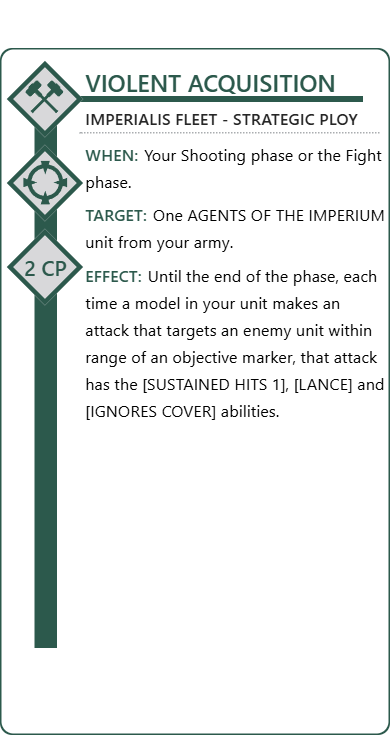 VIOLENT ACQUISITION
IMPERIALIS FLEET - STRATEGIC PLOY
WHEN: Your Shooting phase or the Fight
phase.
TARGET: One AGENTS OF THE IMPERIUM
unit from your army.
2 CP
EFFECT: Until the end of the phase, each
time a model in your unit makes an
attack that targets an enemy unit within
range of an objective marker, that attack
has the [SUSTAINED HITS 1], [LANCE] and
[IGNORES COVER] abilities.